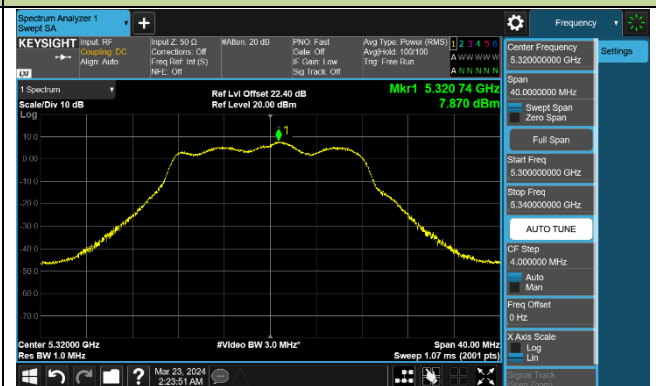 Spectrum Analyzer 1
Swept SA
+
Frequency
KEYSIGHT
Input: RF
Coupling: DC
Align: Auto
Input Z: 50 Ω
Corrections: Off
Freq Ref: Int (S)
NFE: Off
#Atten: 20 dB
PNO: Fast
Gate: Off
IF Gain: Low
Sig Track: Off
Avg Type: Power (RMS)
Avg|Hold: 100/100
Trig: Free Run
1 2 3 4 5 6
A W W W W W
A N N N N N
LXI
Center Frequency
5.320000000 GHz
Settings
Span
40.0000000 MHz
Swept Span
Zero Span
Full Span
Start Freq
5.300000000 GHz
Stop Freq
5.340000000 GHz
AUTO TUNE
CF Step
4.000000 MHz
Auto
Man
Freq Offset
0 Hz
X Axis Scale
Log
Lin
Signal Track
(Span Zoom)
1 Spectrum
Scale/Div 10 dB
Log
Ref Lvl Offset 22.40 dB
Ref Level 20.00 dBm
Mkr1 5.320 74 GHz
7.870 dBm
1
10.0
0.00
-10.0
-20.0
-30.0
-40.0
-50.0
-60.0
-70.0
Center 5.32000 GHz
Res BW 1.0 MHz
#Video BW 3.0 MHz*
Span 40.00 MHz
Sweep 1.07 ms (2001 pts)
?
Mar 23, 2024
2:23:51 AM